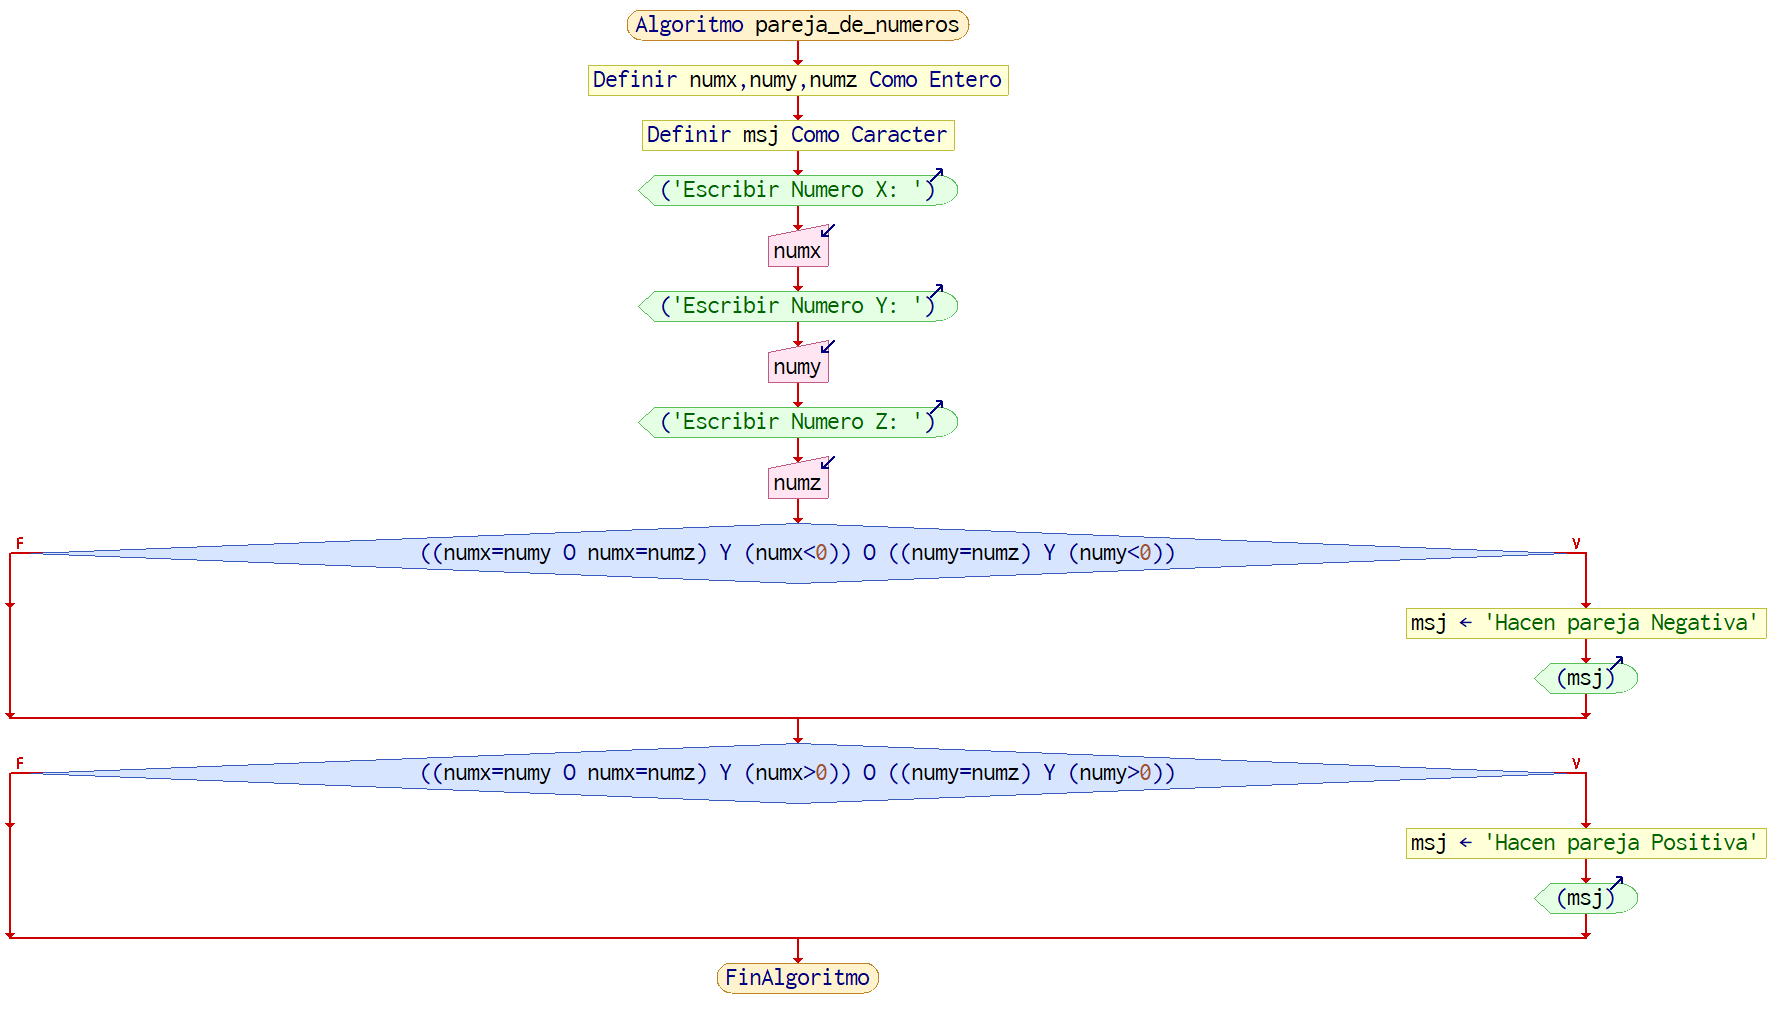 Algoritmo pareja_de_numeros
Definir numx,numy,numz Como Entero
Definir msj Como Caracter
('Escribir Numero X: ')
numx
('Escribir Numero Y: ')
numy
('Escribir Numero Z: ')
numz
F
((numx=numy O numx=numz) Y (numx<0)) O ((numy=numz) Y (numy<0))
V
msj ← 'Hacen pareja Negativa'
(msj)
F
((numx=numy O numx=numz) Y (numx>0)) O ((numy=numz) Y (numy>0))
V
msj ← 'Hacen pareja Positiva'
(msj)
FinAlgoritmo